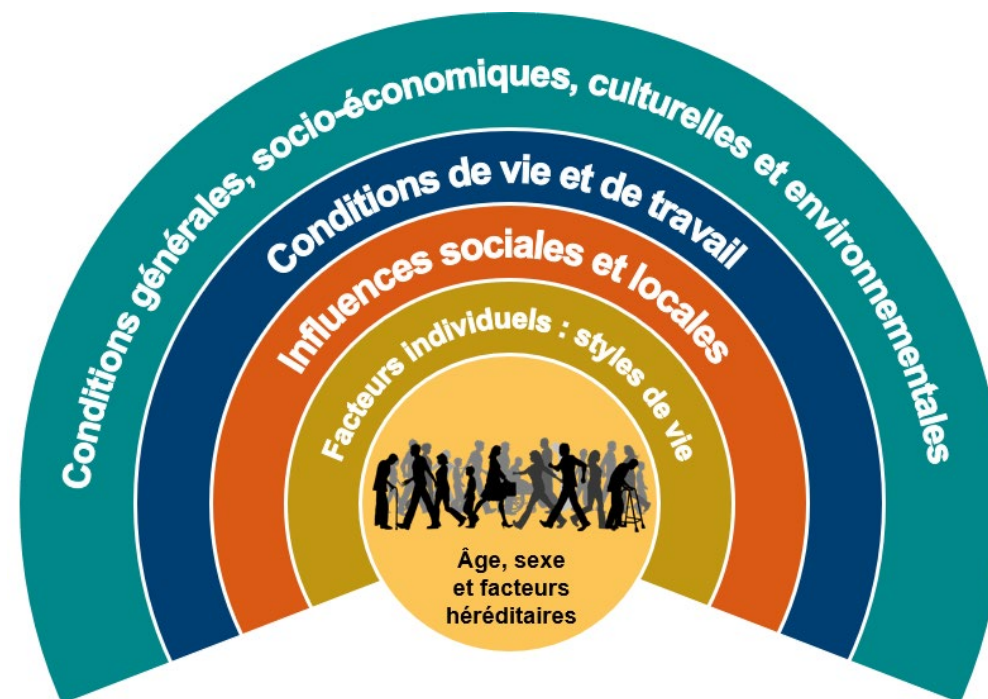 Conditions générales, socio-économiques, culturelles et environnementales
Conditions de vie et de travail
Influences sociales et locales
Facteurs individuels : styles de vie
Âge, sexe
et facteurs
héréditaires